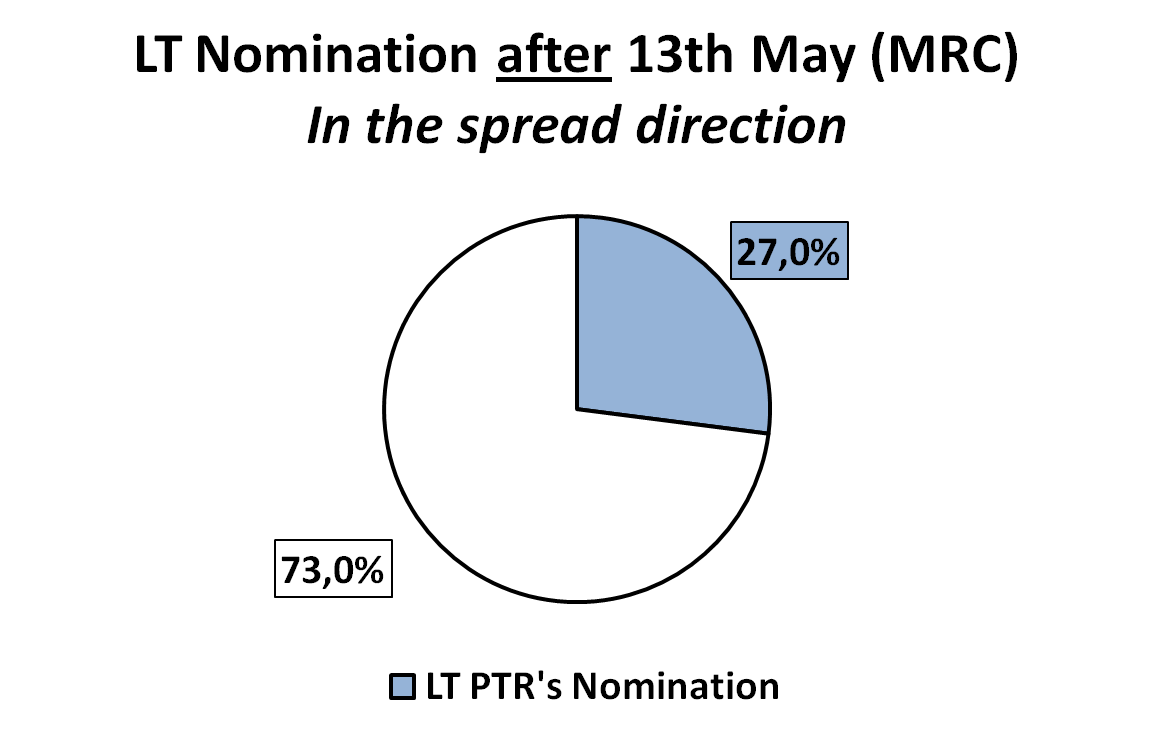 LT Nomination after 13th May (MRC)
In the spread direction
27,0%
73,0%
LT PTR's Nomination